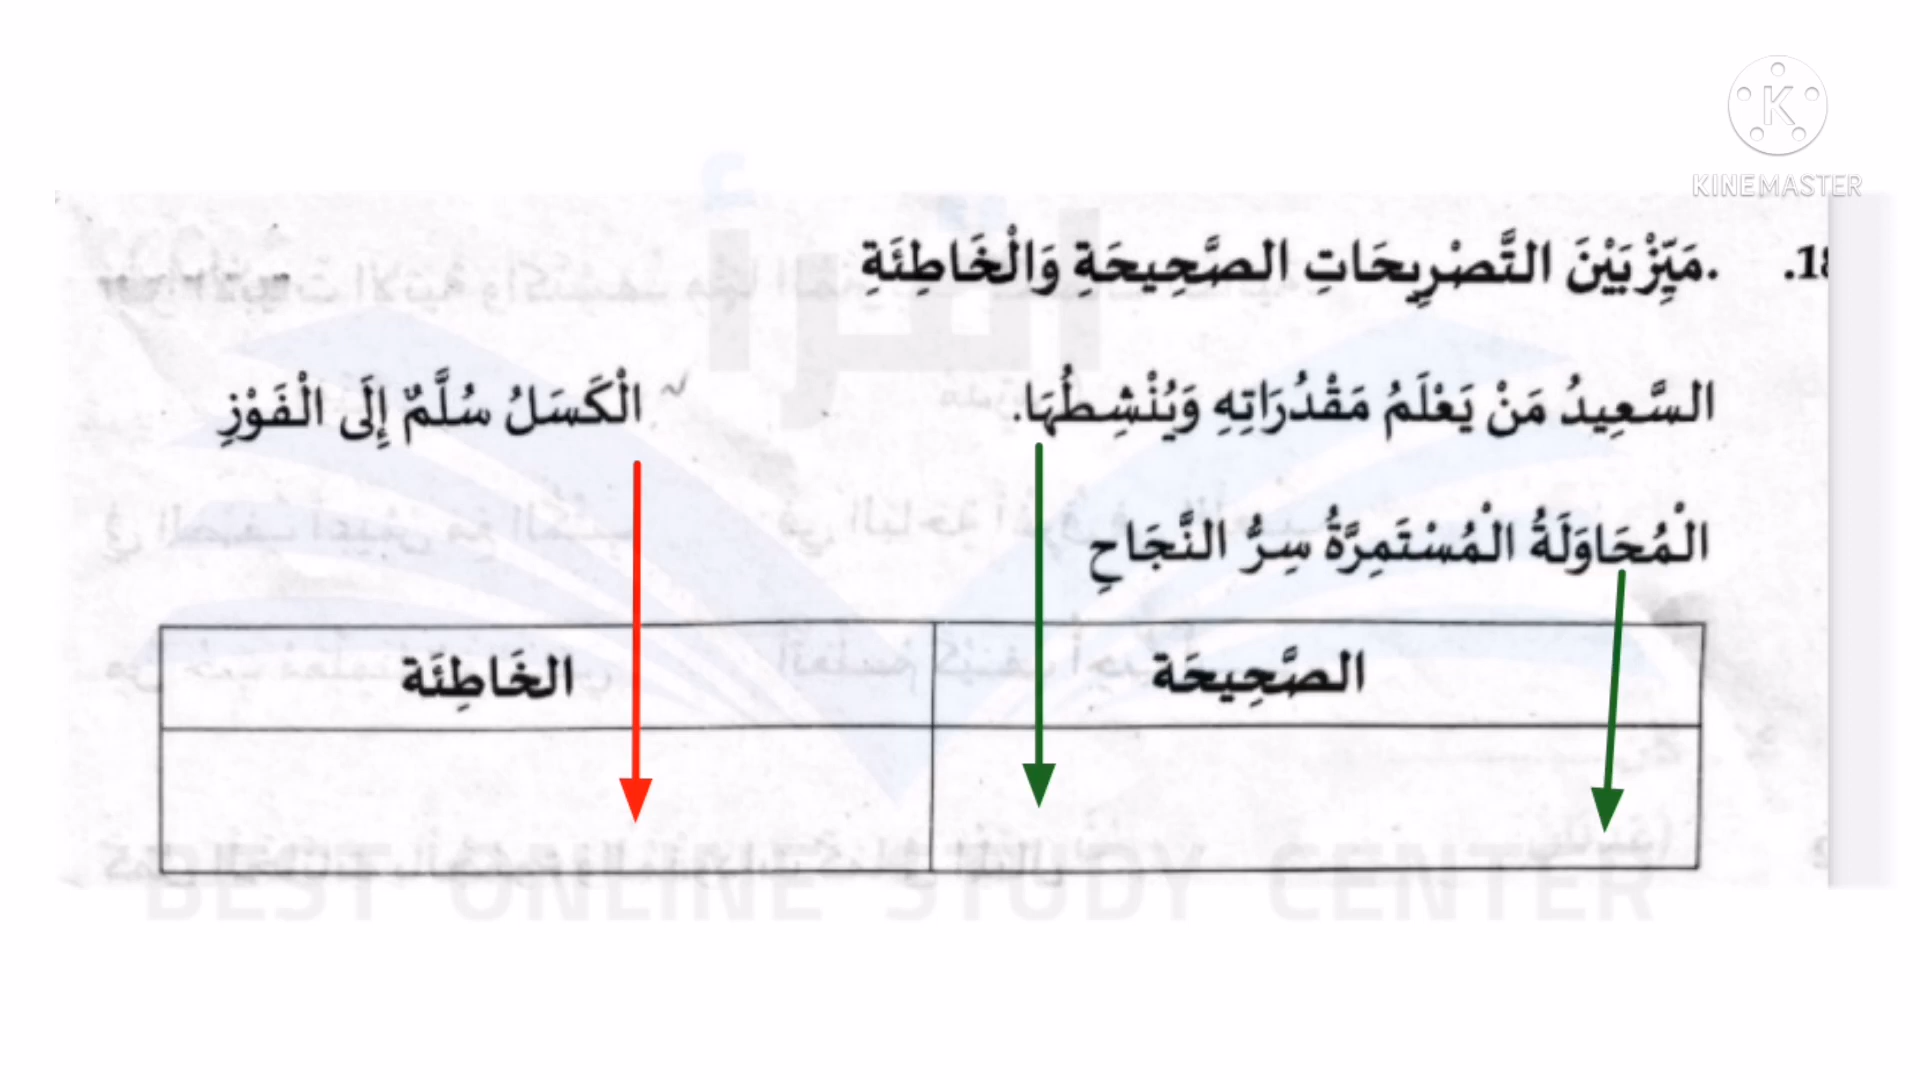 KINEMASTER
18. مَيِّزْ بَيْنَ التَّصْرِيحَاتِ الصَّحِيحَةِ وَالْخَاطِئَةِ.
السَّعِيدُ مَنْ يَعْلَمُ مَقْدُرَاتِهِ وَيُنْشِطُهَا. الْكَسَلُ سُلَّمٌ إِلَى الْفَوْزِ
الْمُحَاوَلَةُ الْمُسْتَمِرَّةُ سِرُّ النَّجَاحِ
الصَّحِيحَة الخَاطِئَة
اقرأ
BEST ONLINE STUDY CENTER